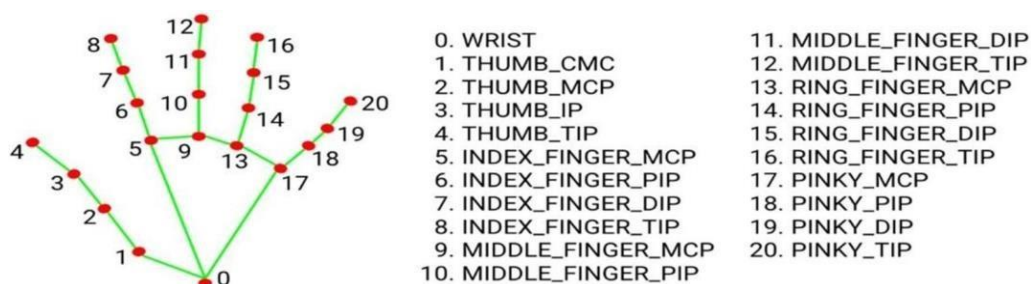 12
8
16
11
7
15
20
6
10
14
19
4
5
9
13
18
3
17
2
1
0
0. WRIST
1. THUMB_CMC
2. THUMB_MCP
3. THUMB_IP
4. THUMB_TIP
5. INDEX_FINGER_MCP
6. INDEX_FINGER_PIP
7. INDEX_FINGER_DIP
8. INDEX_FINGER_TIP
9. MIDDLE_FINGER_MCP
10. MIDDLE_FINGER_PIP
11. MIDDLE_FINGER_DIP
12. MIDDLE_FINGER_TIP
13. RING_FINGER_MCP
14. RING_FINGER_PIP
15. RING_FINGER_DIP
16. RING_FINGER_TIP
17. PINKY_MCP
18. PINKY_PIP
19. PINKY_DIP
20. PINKY_TIP